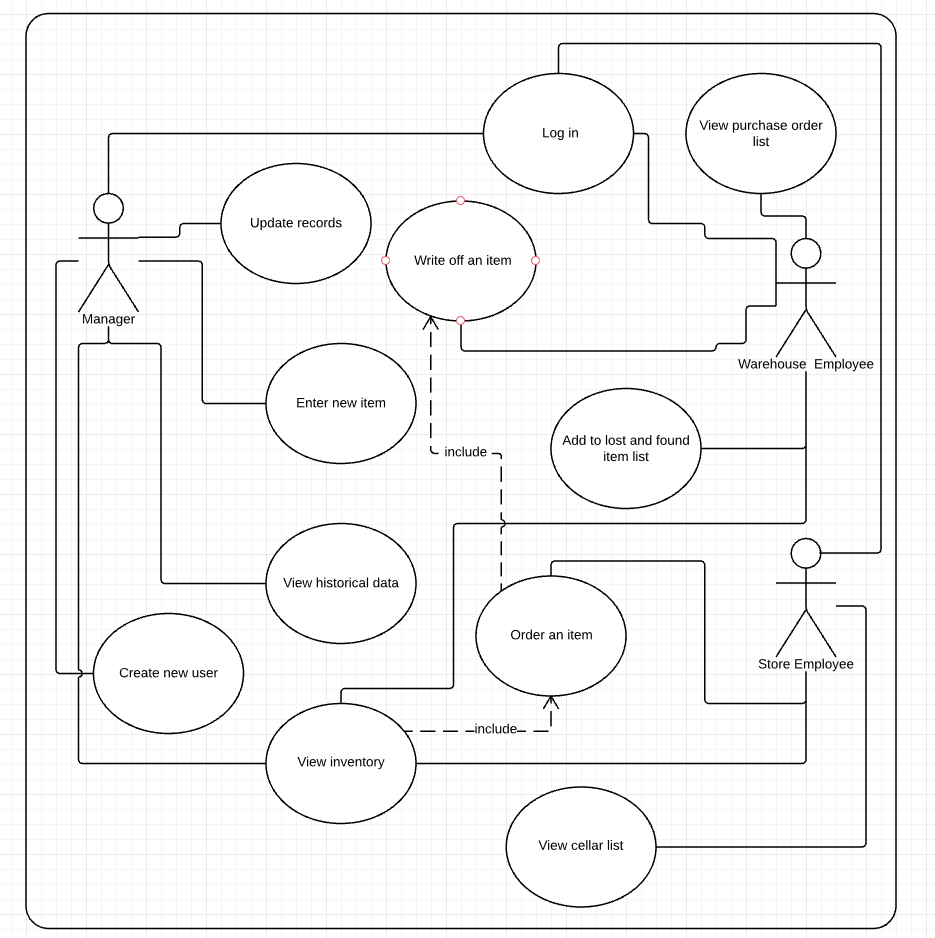 Log in
View purchase order
list
Update records
Write off an item
Manager
Warehouse Employee
Enter new item
Add to lost and found
item list
include
View historical data
Order an item
Store Employee
Create new user
include
View inventory
View cellar list